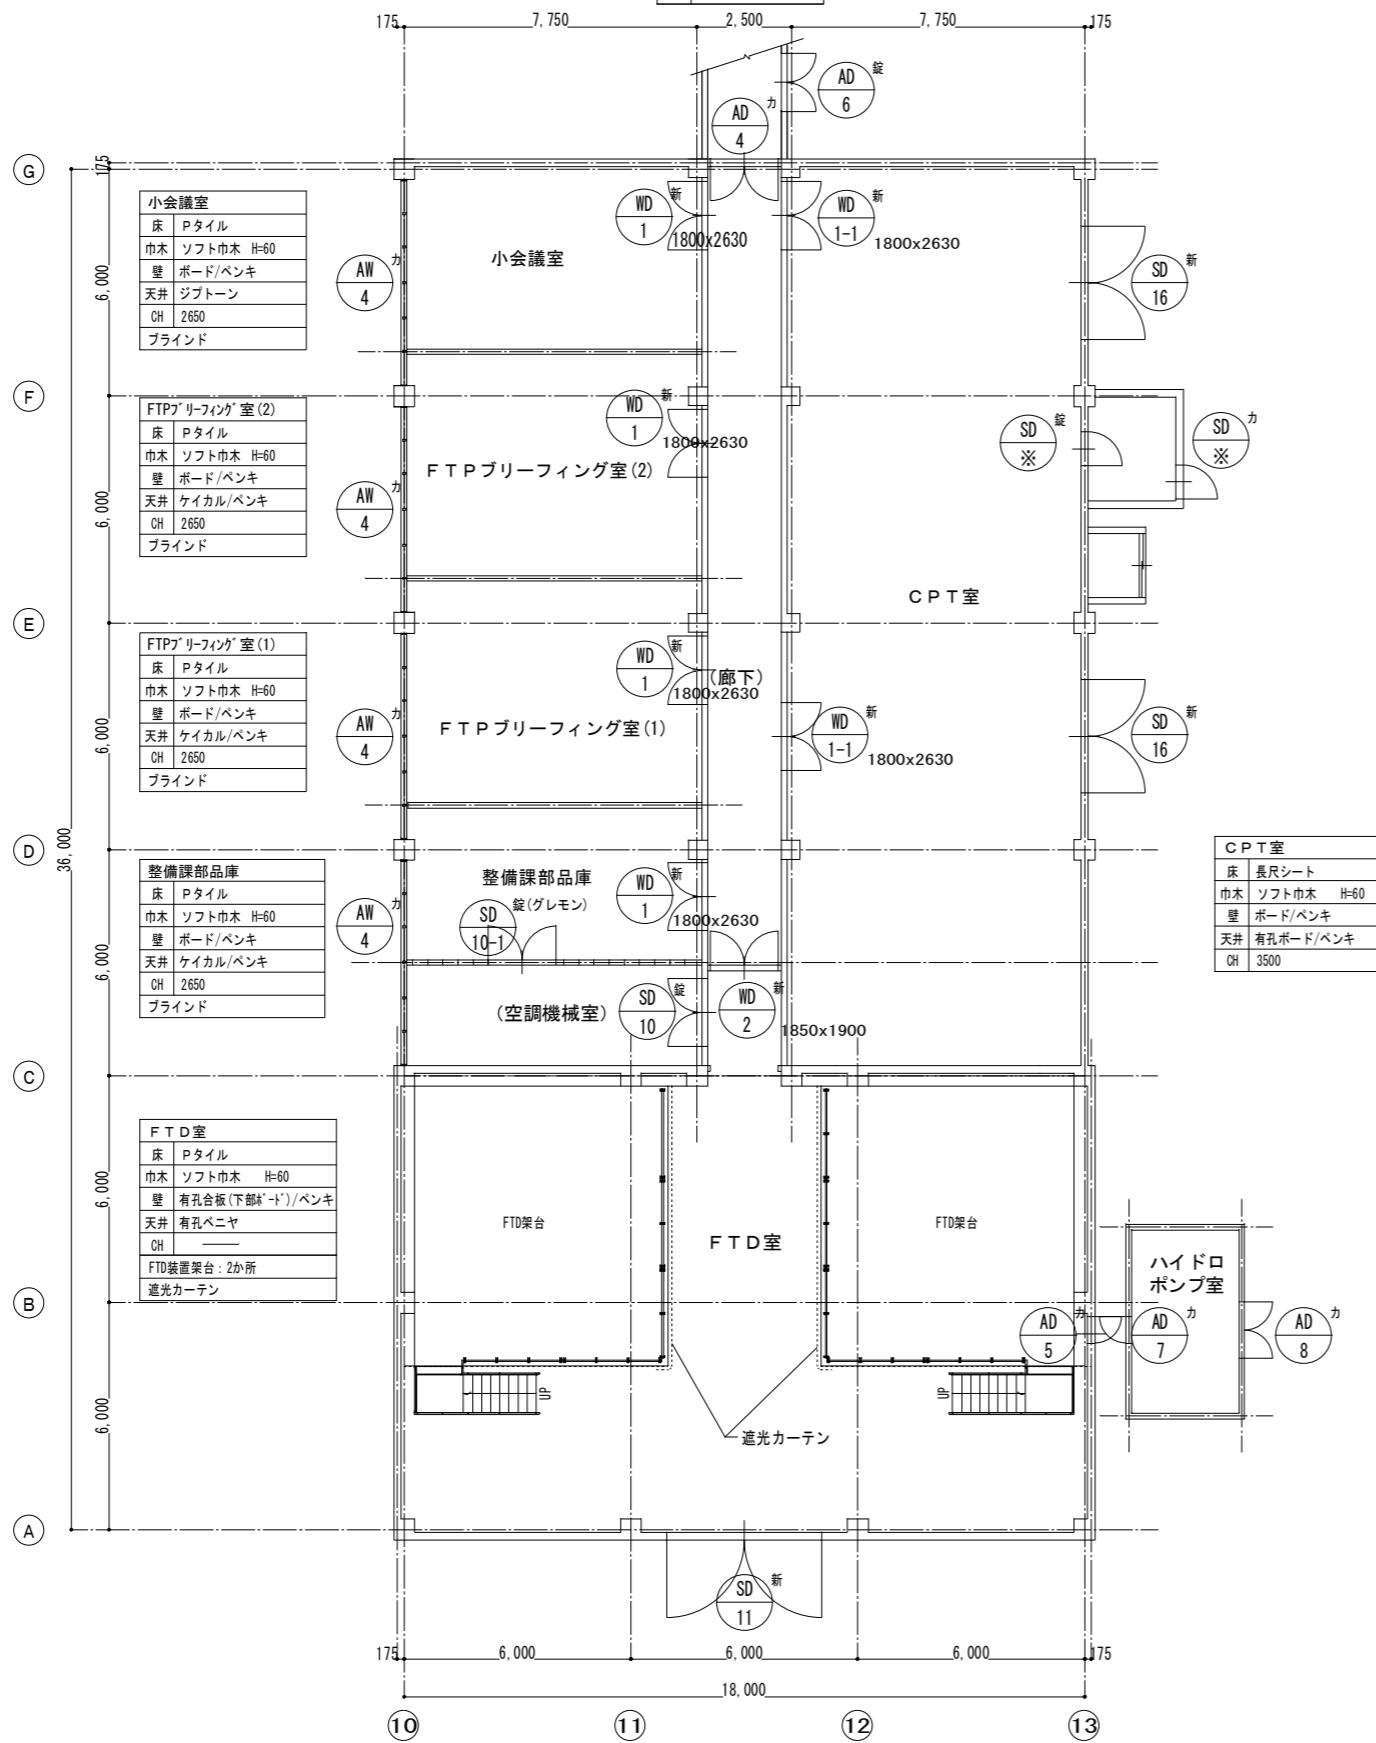 175
7,750
2,500
7,750
175
AD
6
錠
AD
4
カ
G
175
小会議室
床 Pタイル
巾木 ソフト巾木 H=60
壁 ボード/ペンキ
天井 ジプトーン
CH 2650
ブラインド
AW
4
カ
小会議室
WD
1
新
1800x2630
WD
1-1
新
1800x2630
SD
16
新
6,000
F
FTPブリーフィング室(2)
床 Pタイル
巾木 ソフト巾木 H=60
壁 ボード/ペンキ
天井 ケイカル/ペンキ
CH 2650
ブラインド
AW
4
カ
FTPブリーフィング室(2)
WD
1
新
1800x2630
SD
※
錠
SD
※
カ
6,000
CPT室
E
FTPブリーフィング室(1)
床 Pタイル
巾木 ソフト巾木 H=60
壁 ボード/ペンキ
天井 ケイカル/ペンキ
CH 2650
ブラインド
AW
4
カ
FTPブリーフィング室(1)
WD
1
新
(廊下)
1800x2630
WD
1-1
新
1800x2630
SD
16
新
6,000
36,000
D
整備課部品庫
床 Pタイル
巾木 ソフト巾木 H=60
壁 ボード/ペンキ
天井 ケイカル/ペンキ
CH 2650
ブラインド
AW
4
カ
整備課部品庫
SD
10-1
錠(グレモン)
WD
1
新
1800x2630
CPT室
床 長尺シート
巾木 ソフト巾木 H=60
壁 ボード/ペンキ
天井 有孔ボード/ペンキ
CH 3500
6,000
(空調機械室)
SD
10
錠
WD
2
新
1850x1900
C
FTD室
床 Pタイル
巾木 ソフト巾木 H=60
壁 有孔合板(下部ボード)/ペンキ
天井 有孔ベニヤ
CH ―――
FTD装置架台:2か所
遮光カーテン
6,000
FTD架台
FTD室
FTD架台
ハイドロ
ポンプ室
B
AD
5
カ
AD
7
カ
AD
8
カ
UP
UP
6,000
遮光カーテン
A
SD
11
新
175
6,000
6,000
6,000
175
18,000
10
11
12
13